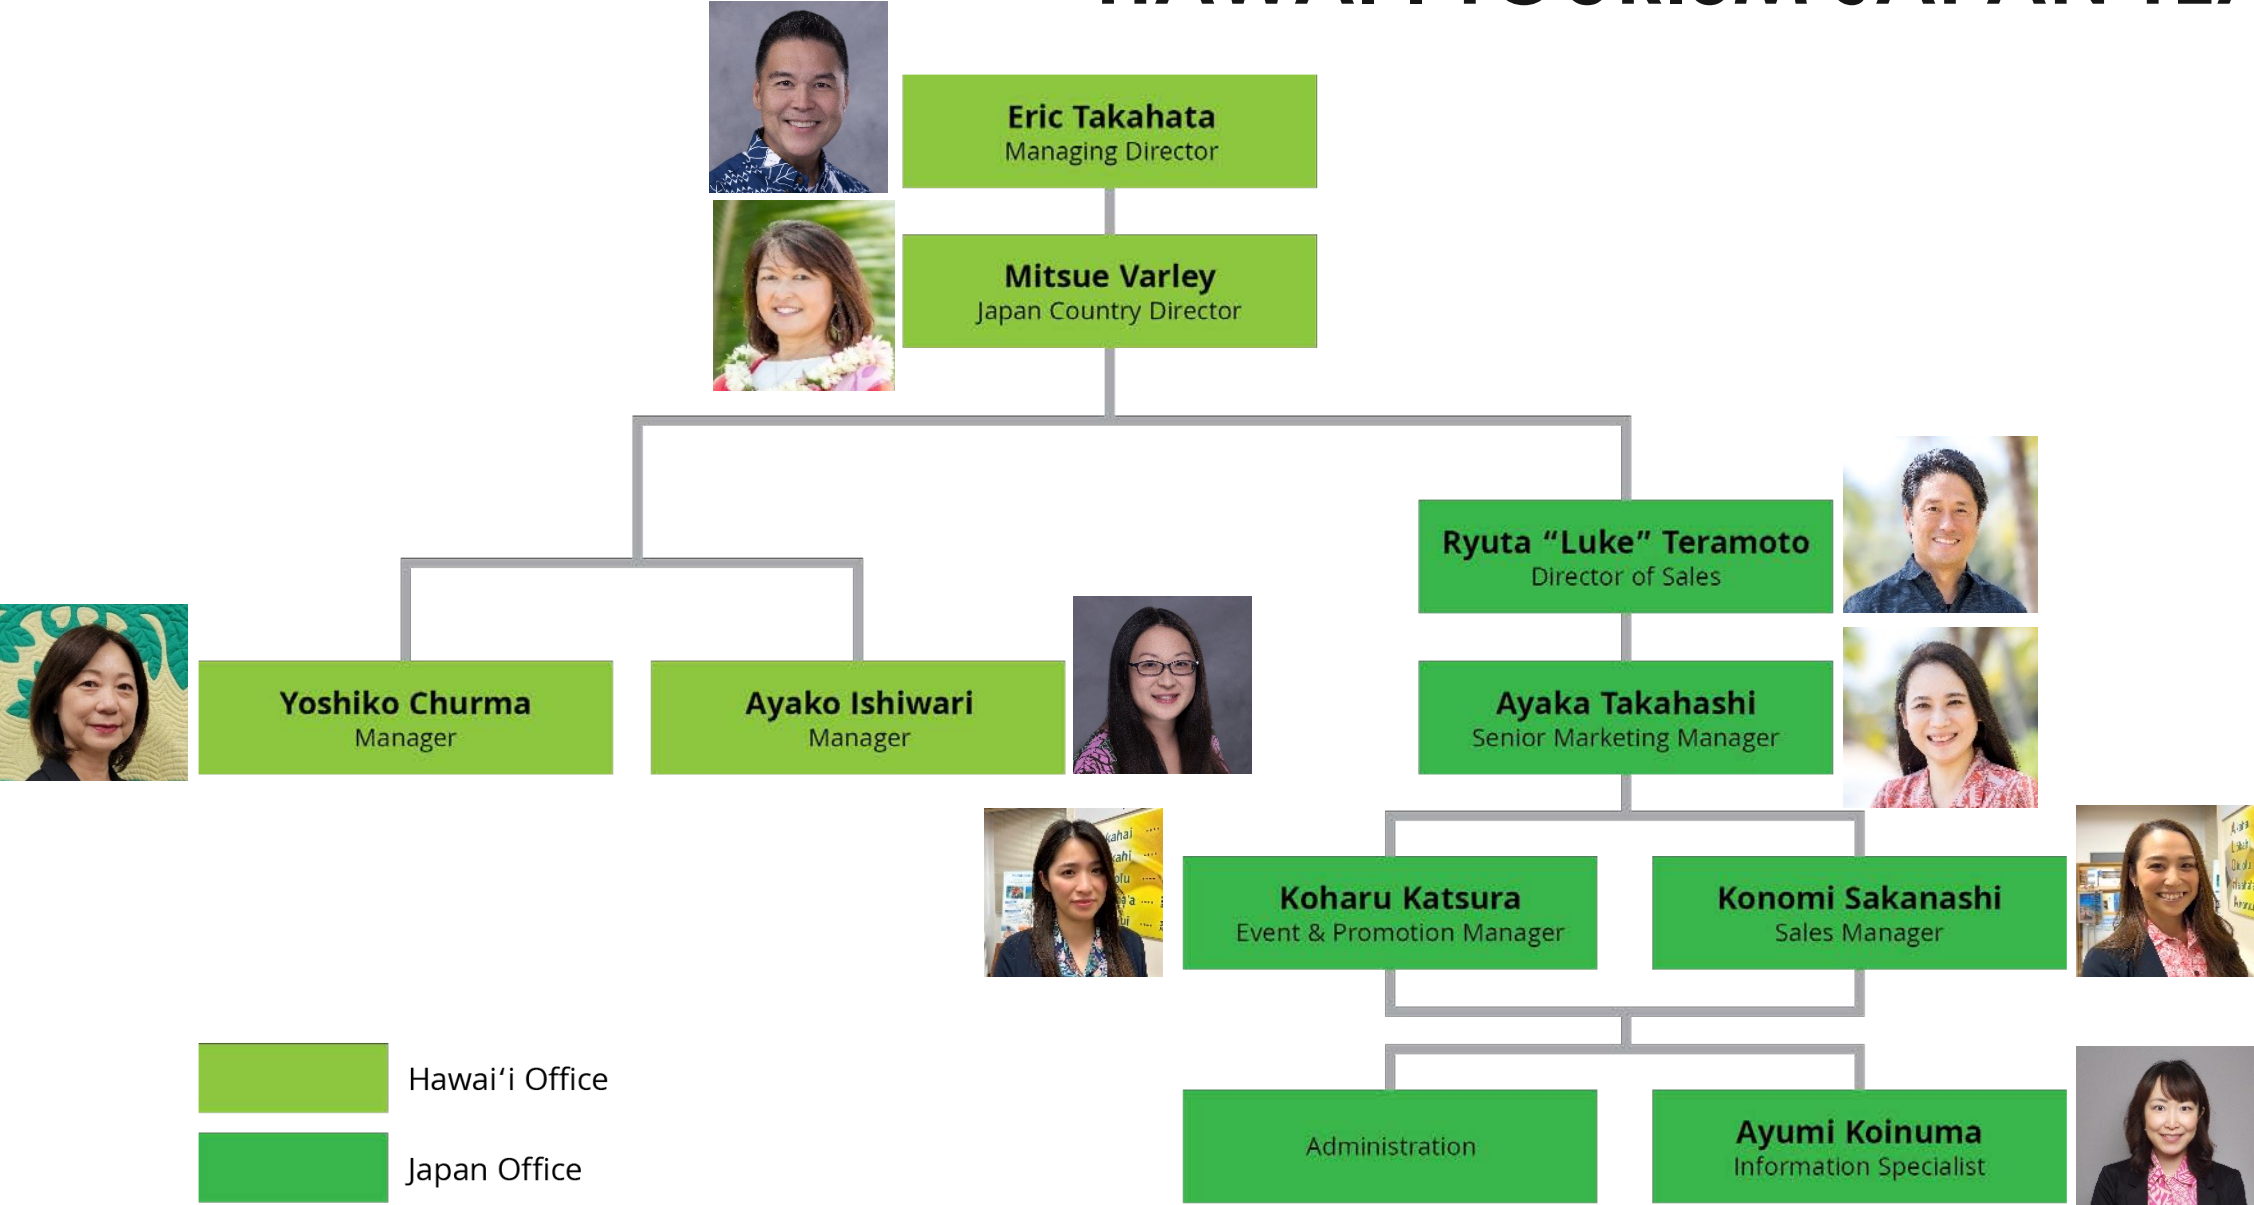 Eric Takahata
Managing Director
Mitsue Varley
Japan Country Director
Ryuta “Luke” Teramoto
Director of Sales
Yoshiko Churma
Manager
Ayako Ishiwari
Manager
Ayaka Takahashi
Senior Marketing Manager
Koharu Katsura
Event & Promotion Manager
Konomi Sakanashi
Sales Manager
Hawaiʻi Office
Japan Office
Administration
Ayumi Koinuma
Information Specialist